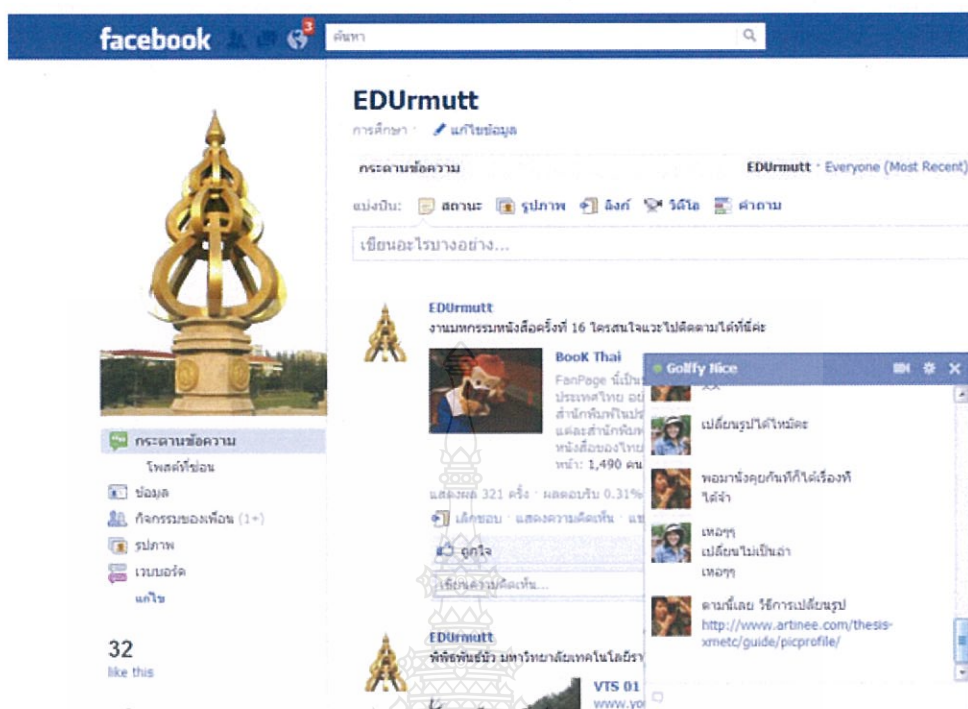 facebook
3
ค้นหา
EDUrmutt
การศึกษา · แก้ไขข้อมูล
กระดานข้อความ
EDUrmutt · Everyone (Most Recent)
แบ่งปัน: สถานะ รูปภาพ ลิงก์ วิดีโอ คำถาม
เขียนอะไรบางอย่าง...
EDUrmutt
งานมหกรรมหนังสือครั้งที่ 16 ใครสนใจแวะไปติดตามได้ที่นี่ค่ะ
BooK Thai
FanPage นี้เป็น
ประเทศไทย อย
สำนักพิมพ์ในปร
และสำนักพิมพ
หนังสือของไทย
หน้า: 1,490 คน
แสดงผล 321 ครั้ง · ผลตอบรับ 0.31%
เลิกชอบ · แสดงความคิดเห็น · แช
ถูกใจ
เขียนความคิดเห็น...
EDUrmutt
พิพิธพันธ์บัว มหาวิทยาลัยเทคโนโลยีรา
VTS 01
www.yo
กระดานข้อความ
โพสต์ที่ซ่อน
ข้อมูล
กิจกรรมของเพื่อน (1+)
รูปภาพ
เวบบอร์ด
แก้ไข
32
like this
Golffy Nice
เปลี่ยนรูปได้ไหมคะ
พอมานั่งคุยกันทีก็ได้เรื่องที
ได้จำ
เหอๆๆ
เปลี่ยนไม่เป็นอ่า
เหอๆๆ
ตามนี้เลย วิธีการเปลี่ยนรูป
http://www.artinee.com/thesis-
xmetc/guide/picprofile/